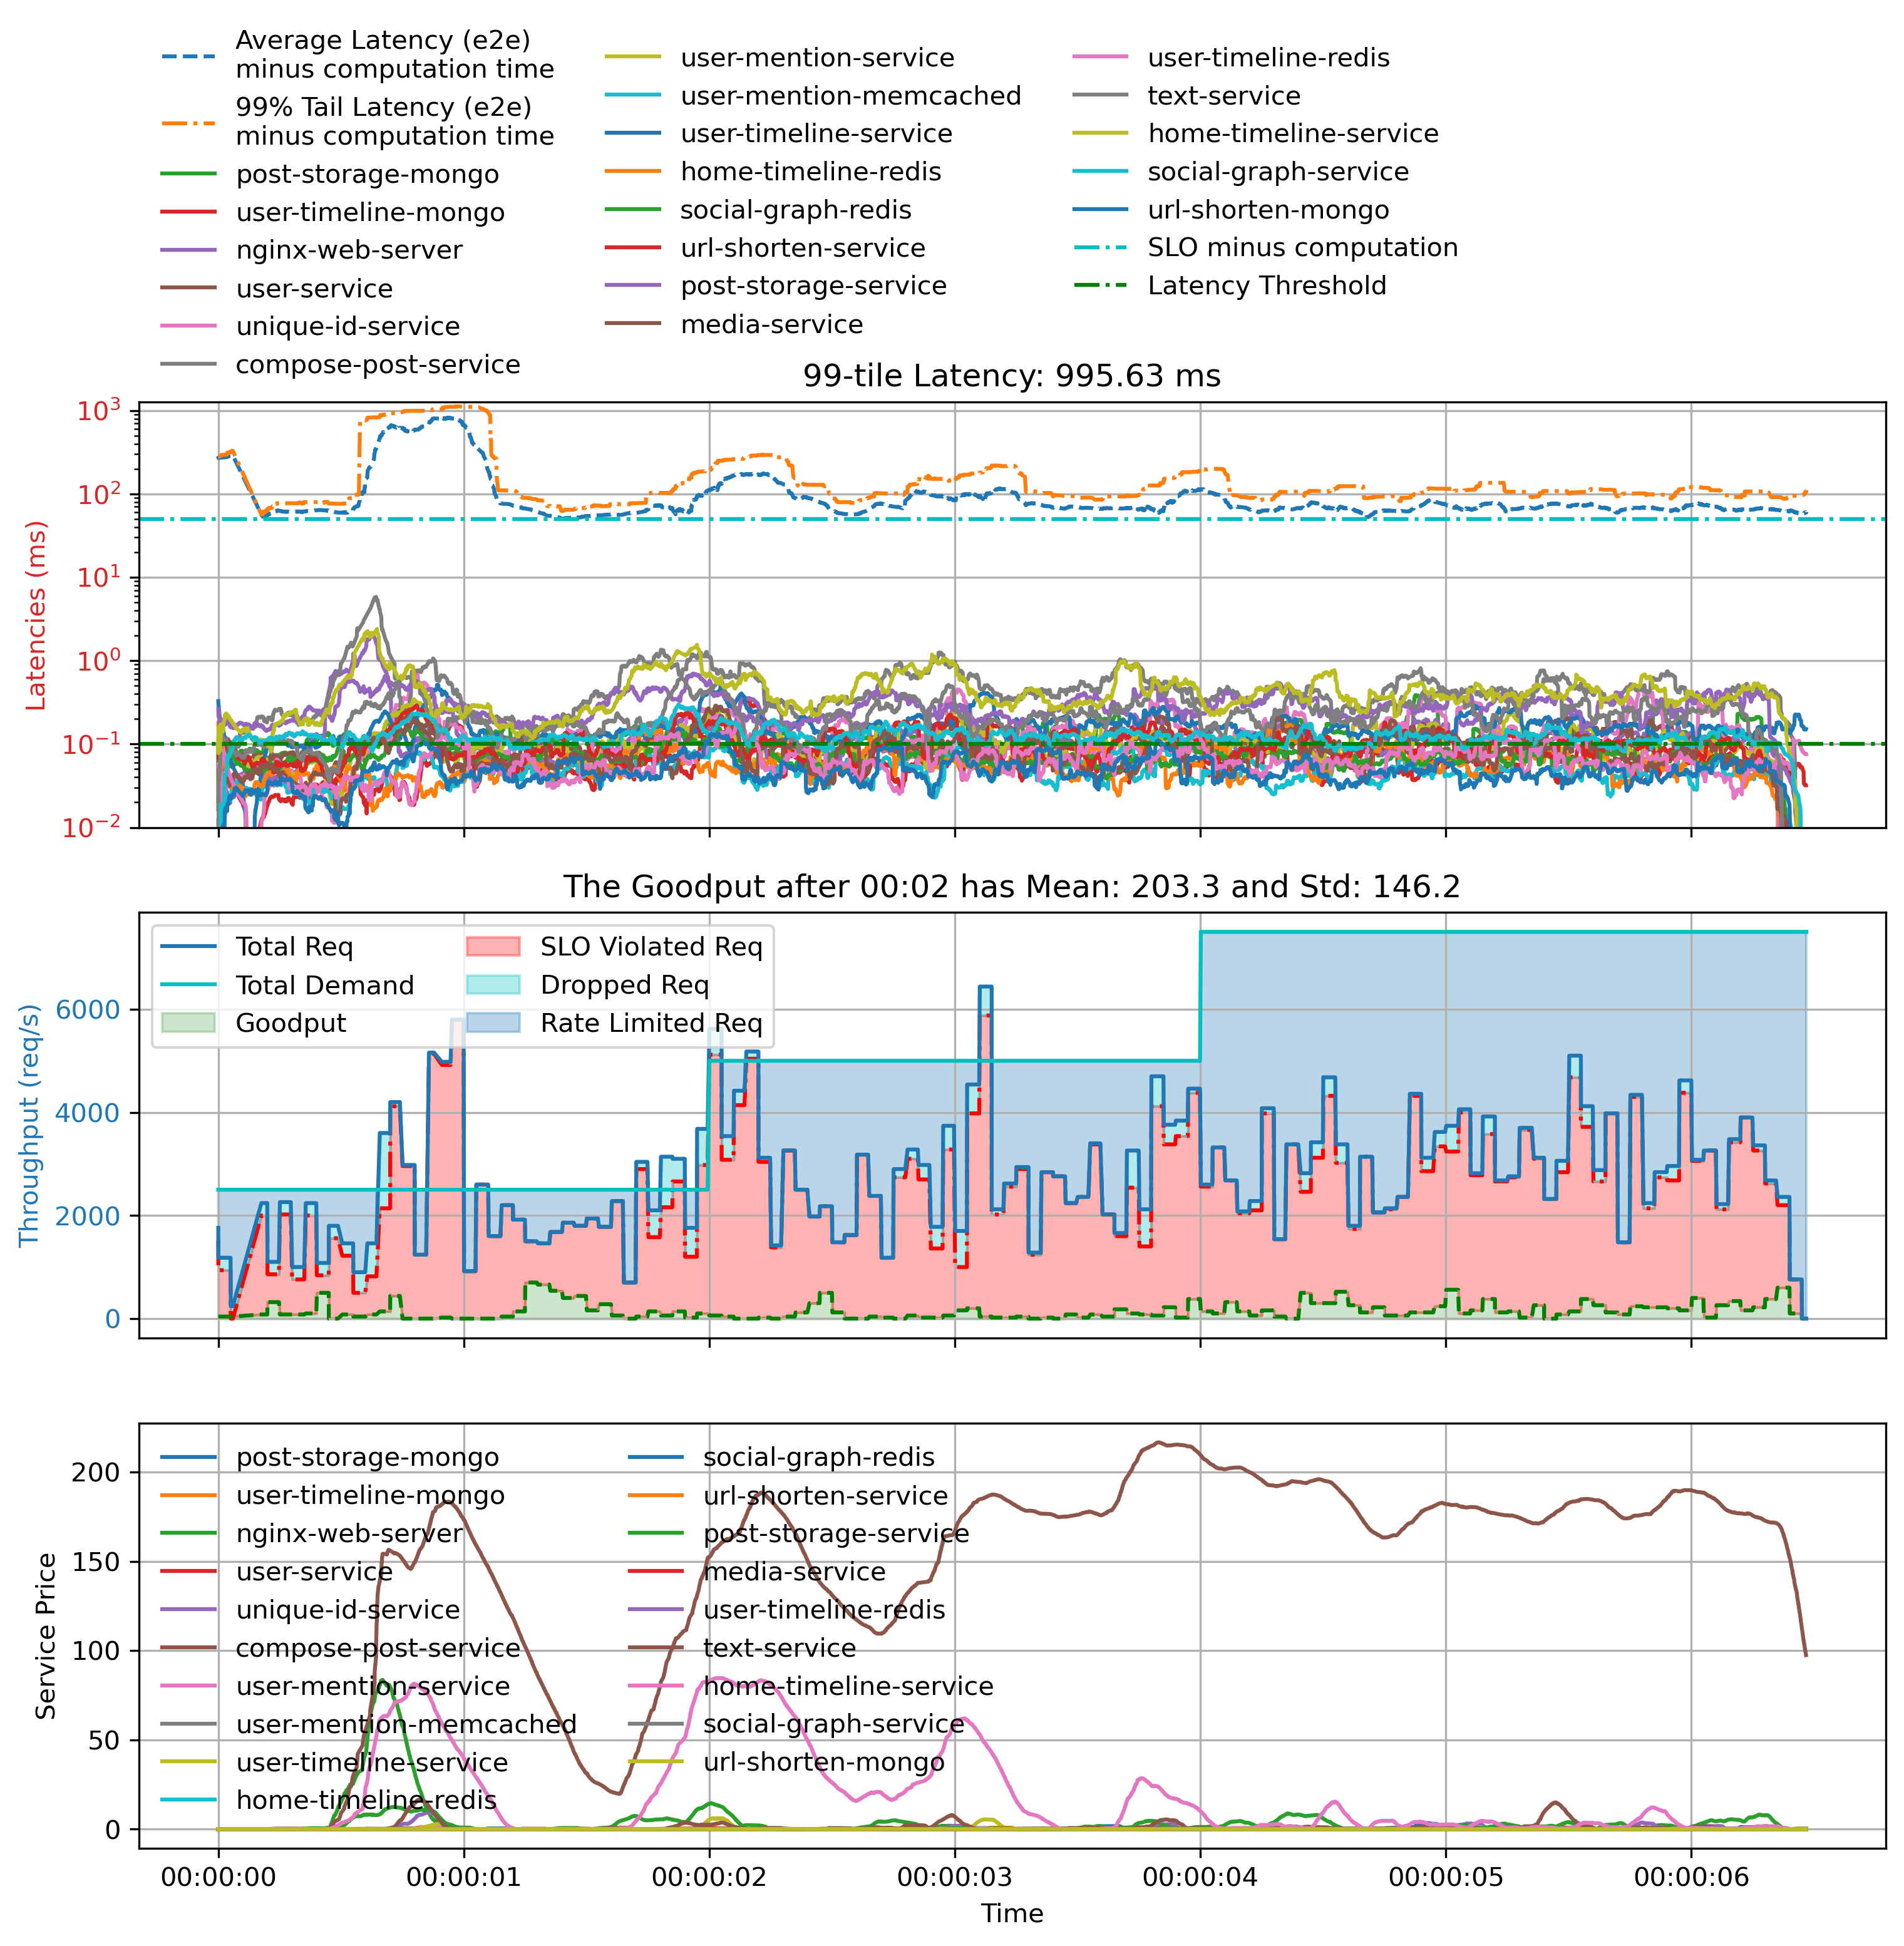 Average Latency (e2e)
minus computation time
99% Tail Latency (e2e)
minus computation time
post-storage-mongo
user-timeline-mongo
nginx-web-server
user-service
unique-id-service
compose-post-service
user-mention-service
user-mention-memcached
user-timeline-service
home-timeline-redis
social-graph-redis
url-shorten-service
post-storage-service
media-service
user-timeline-redis
text-service
home-timeline-service
social-graph-service
url-shorten-mongo
SLO minus computation
Latency Threshold
99-tile Latency: 995.63 ms
Latencies (ms)
10³
10²
10¹
10⁰
10⁻¹
10⁻²
The Goodput after 00:02 has Mean: 203.3 and Std: 146.2
Throughput (req/s)
6000
4000
2000
0
Total Req
Total Demand
Goodput
SLO Violated Req
Dropped Req
Rate Limited Req
Service Price
200
150
100
50
0
post-storage-mongo
user-timeline-mongo
nginx-web-server
user-service
unique-id-service
compose-post-service
user-mention-service
user-mention-memcached
user-timeline-service
home-timeline-redis
social-graph-redis
url-shorten-service
post-storage-service
media-service
user-timeline-redis
text-service
home-timeline-service
social-graph-service
url-shorten-mongo
00:00:00 00:00:01 00:00:02 00:00:03 00:00:04 00:00:05 00:00:06
Time